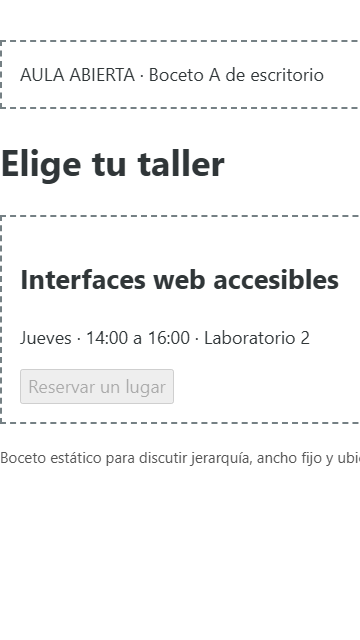 AULA ABIERTA · Boceto A de escritorio
Elige tu taller
Interfaces web accesibles
Jueves · 14:00 a 16:00 · Laboratorio 2
Reservar un lugar
Boceto estático para discutir jerarquía, ancho fijo y